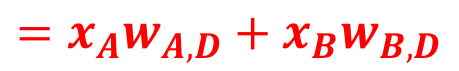 = x_A w_{A,D} + x_B w_{B,D}